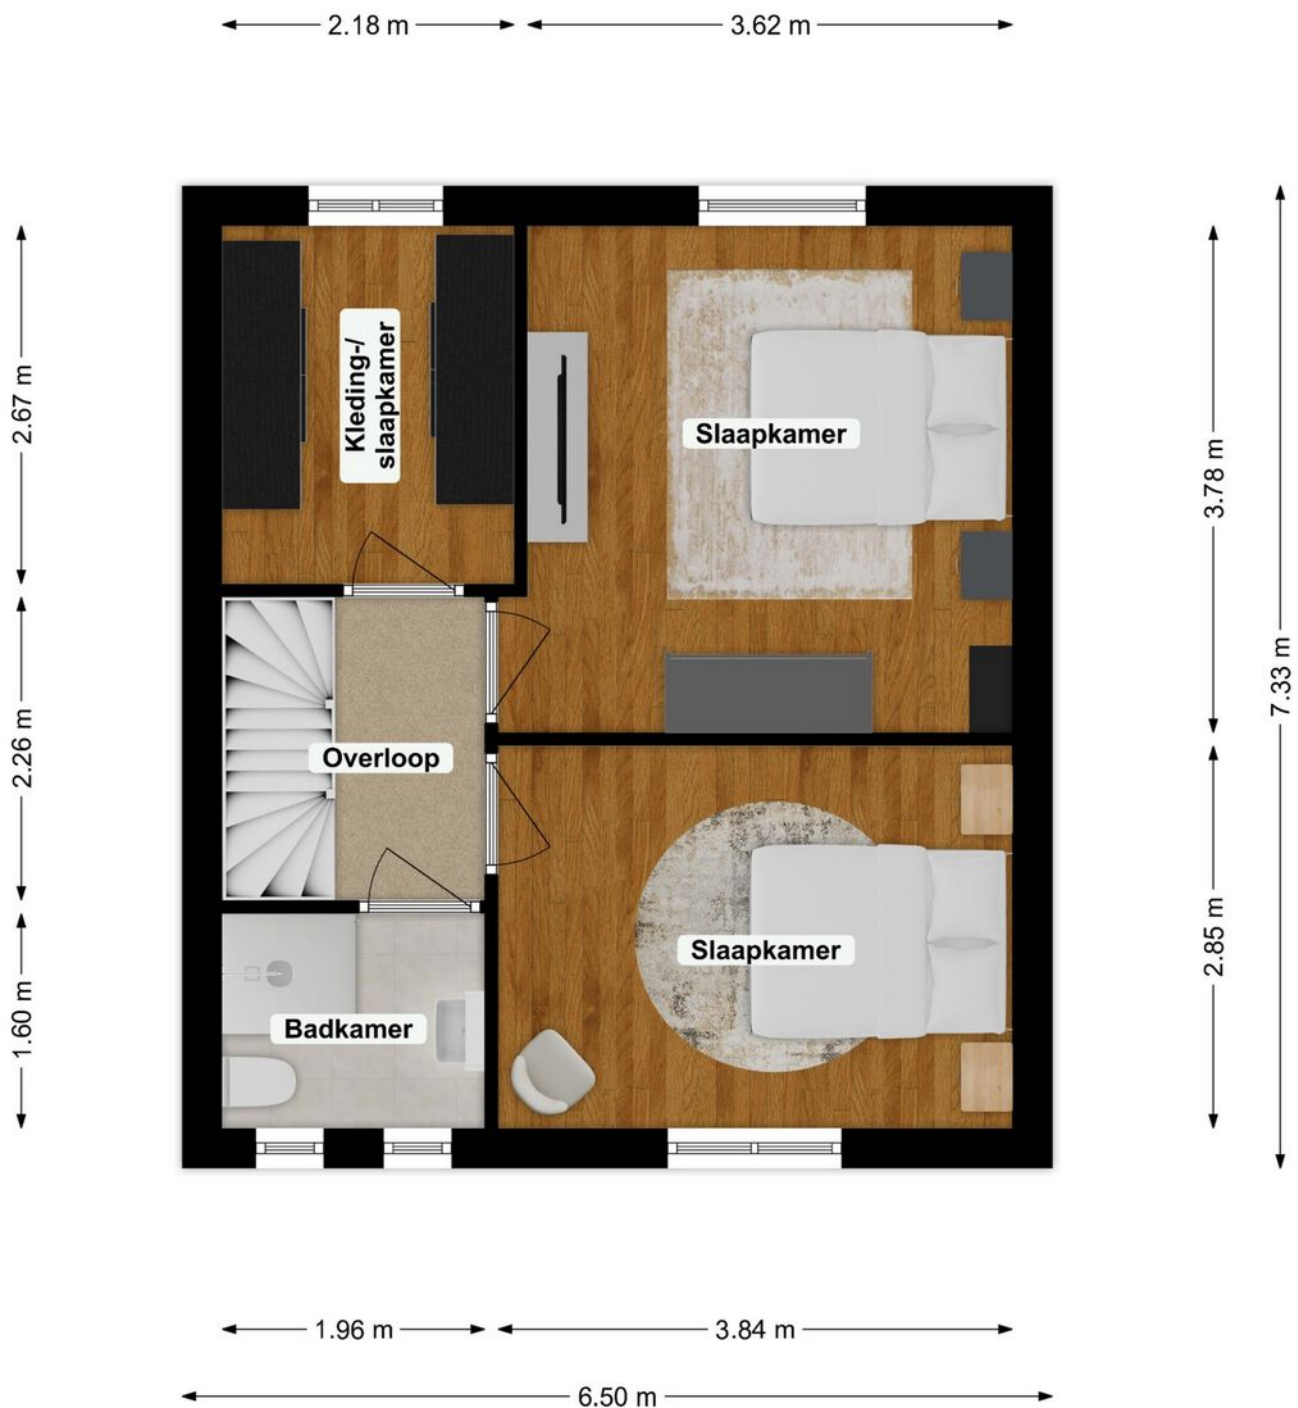 2.18 m
3.62 m
2.67 m
Kleding-/
slaapkamer
Slaapkamer
3.78 m
7.33 m
2.26 m
Overloop
2.85 m
Slaapkamer
1.60 m
Badkamer
1.96 m
3.84 m
6.50 m